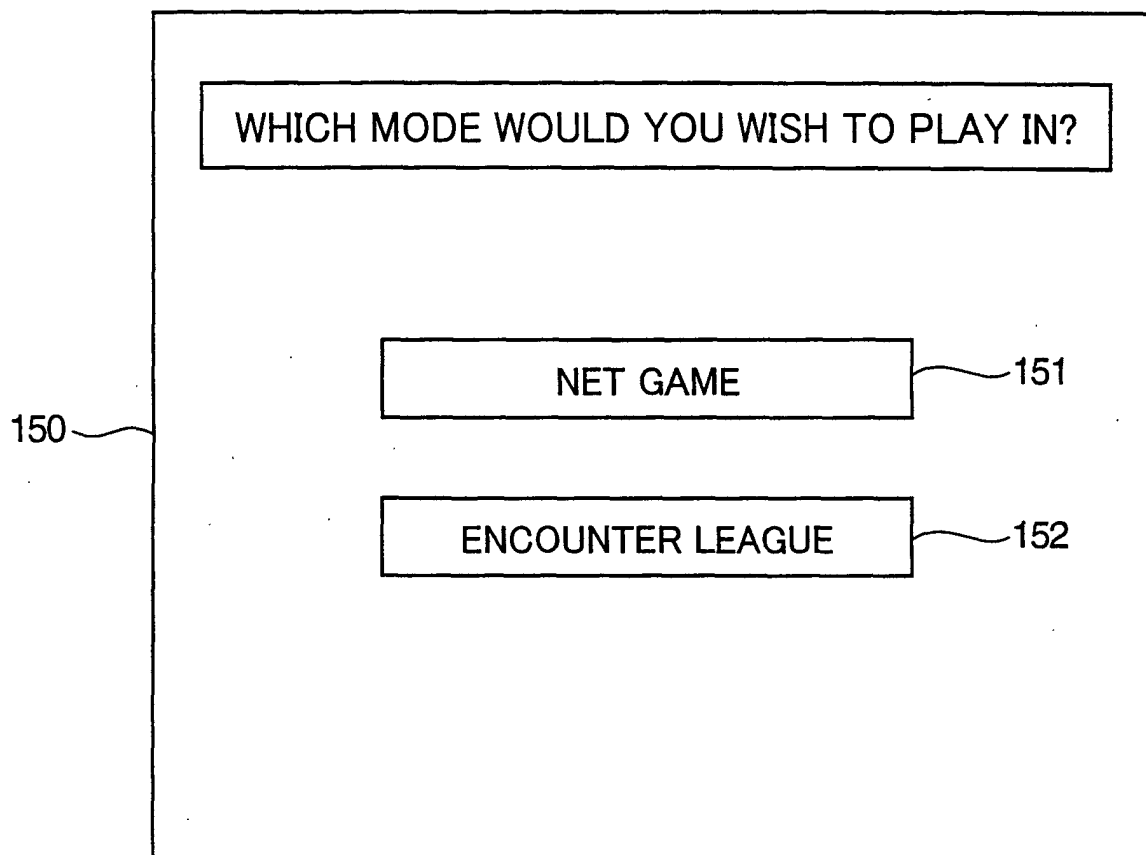 WHICH MODE WOULD YOU WISH TO PLAY IN?
NET GAME
151
150
ENCOUNTER LEAGUE
152